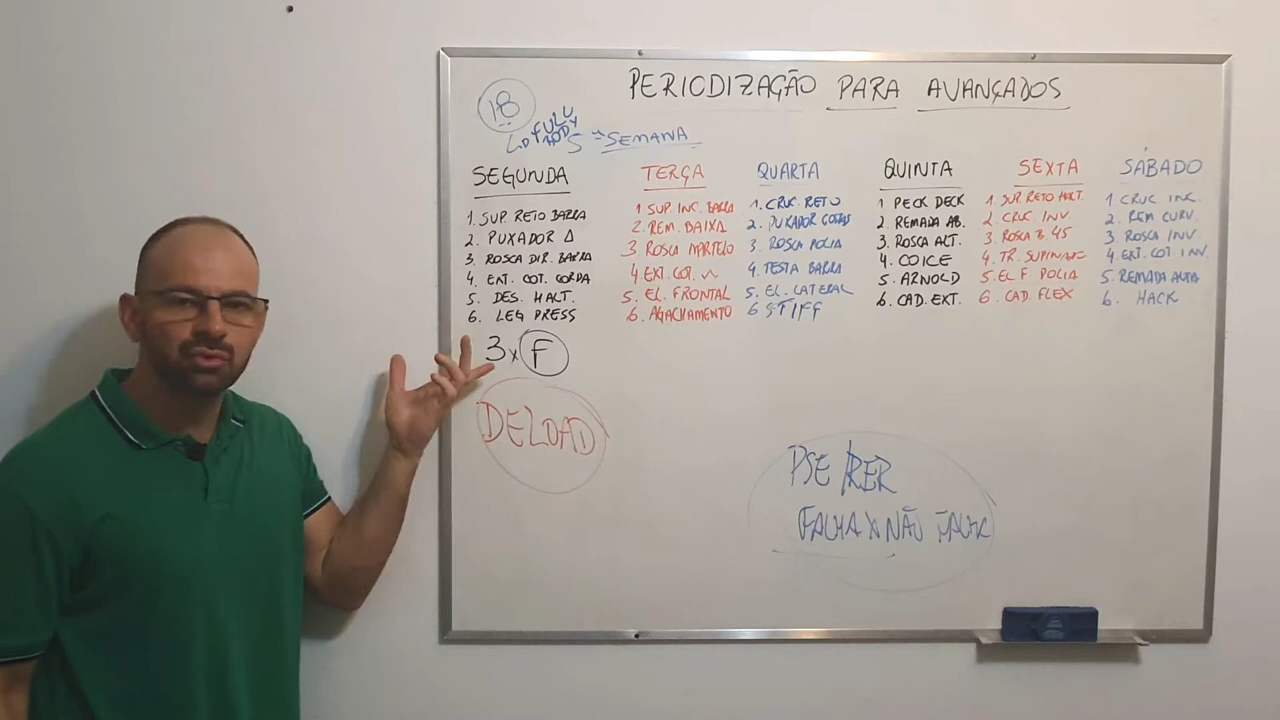 PERIODIZAÇÃO PARA AVANÇADOS
18
FULL BODY
5ª SEMANA
SEGUNDA
1. SUP. RETO BARRA
2. PUXADOR Δ
3. ROSCA DIR. BARRA
4. EXT. COT. CORDA
5. DES. HALT.
6. LEG PRESS
3 x F
DELOAD
TERÇA
1 SUP. INC. BARRA
2. REM. BAIXA
3 ROSCA MARTELO
4 EXT. COT. V
5. EL. FRONTAL
6. AGACHAMENTO
QUARTA
1. CRUC. RETO
2. PUXADOR COSTAS
3. ROSCA POLIA
4. TESTA BARRA
5. EL. LATERAL
6 STIFF
QUINTA
1 PECK DECK
2. REMADA AB.
3. ROSCA ALT.
4. COICE
5. ARNOLD
6. CAD. EXT.
SEXTA
1. SUP. RETO HALT.
2. CRUC INV.
3. ROSCA B. 45
4. TR. SUPINADO
5. EL F. POLIA
6 CAD. FLEX
SÁBADO
1 CRUC INC.
2. REM CURV.
3. ROSCA INV.
4. EXT. COT INV.
5 REMADA ALTA
6. HACK
PSE / RER
FALHA X NÃO FALHA